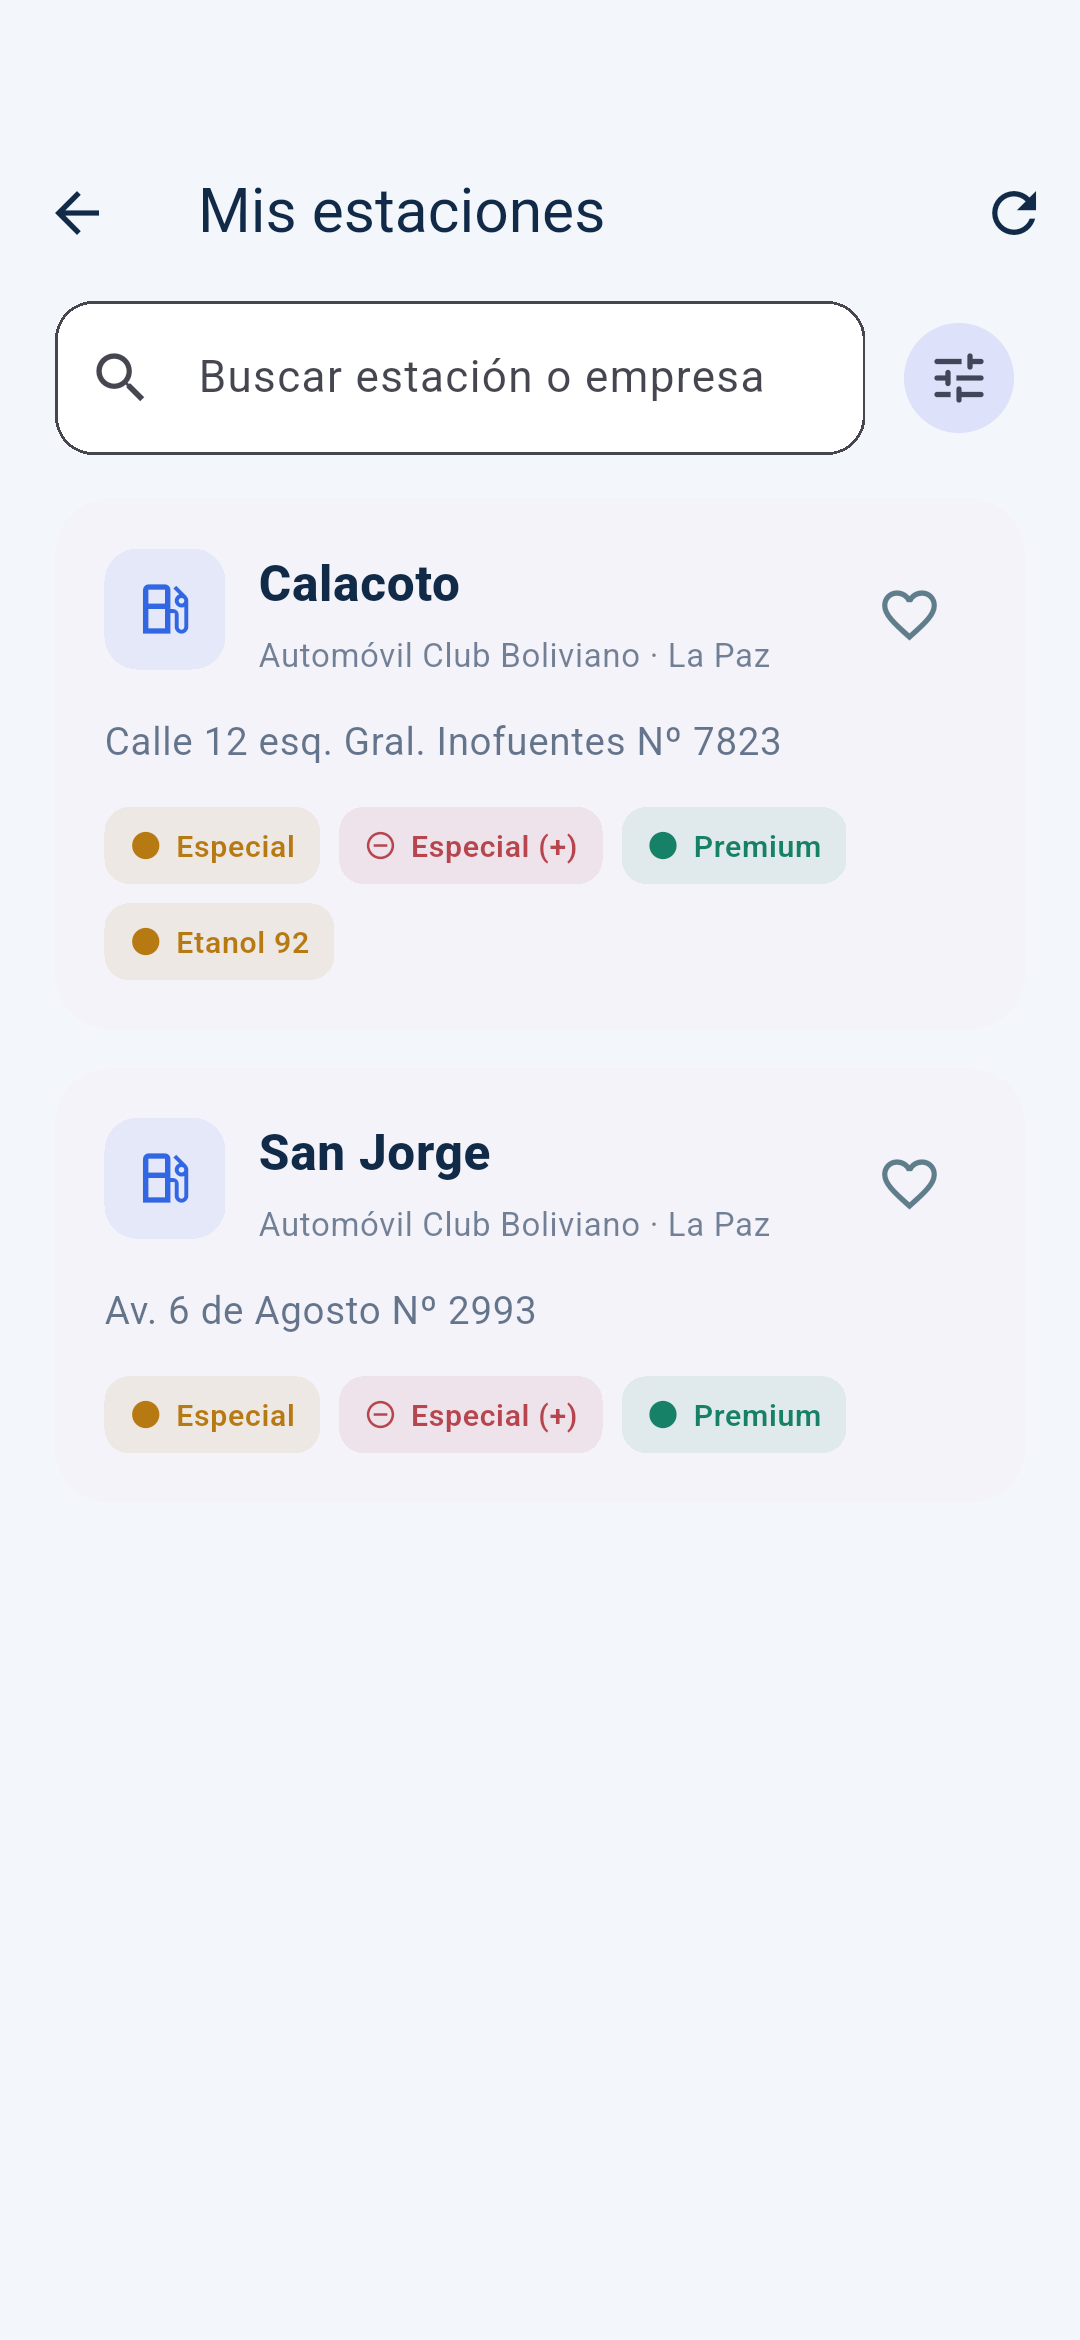 Mis estaciones
Buscar estación o empresa
Calacoto
Automóvil Club Boliviano · La Paz
Calle 12 esq. Gral. Inofuentes Nº 7823
Especial
Especial (+)
Premium
Etanol 92
San Jorge
Automóvil Club Boliviano · La Paz
Av. 6 de Agosto Nº 2993
Especial
Especial (+)
Premium